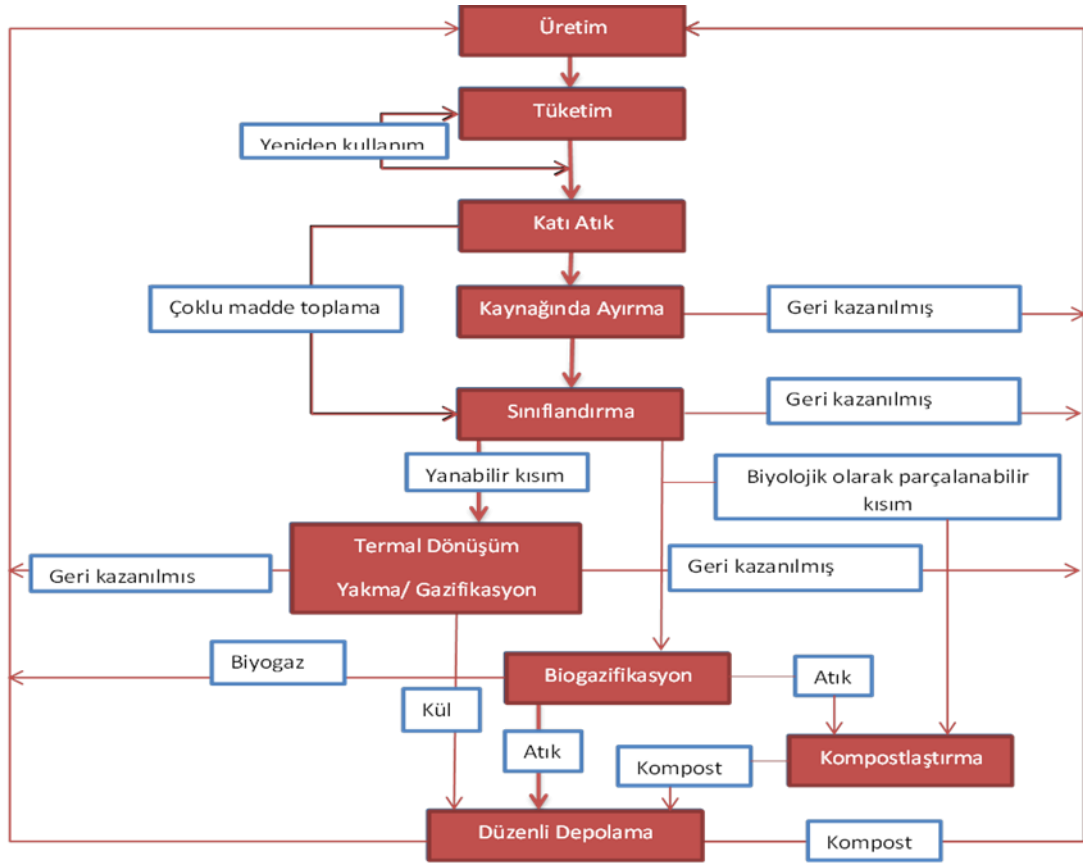 Üretim
Tüketim
Yeniden kullanım
Katı Atık
Çoklu madde toplama
Kaynağında Ayırma
Geri kazanılmış
Sınıflandırma
Geri kazanılmış
Yanabilir kısım
Biyolojik olarak parçalanabilir
kısım
Termal Dönüşüm
Yakma/ Gazifikasyon
Geri kazanılmıs
Geri kazanılmış
Biyogaz
Biogazifikasyon
Atık
Kül
Atık
Kompostlaştırma
Kompost
Düzenli Depolama
Kompost